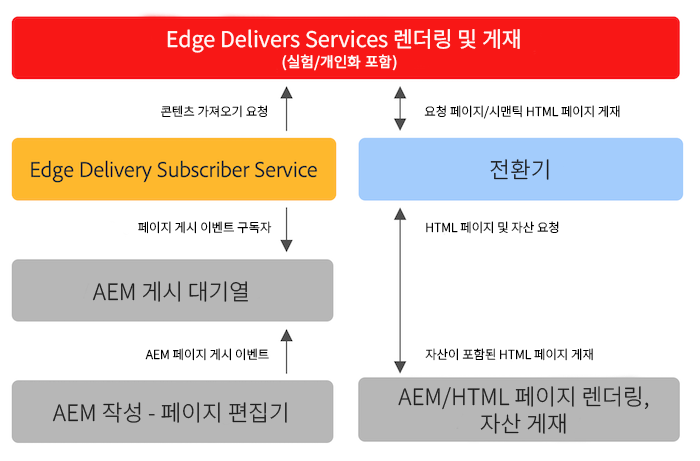 Edge Delivers Services 렌더링 및 게재
(실험/개인화 포함)
콘텐츠 가져오기 요청
요청 페이지/시맨틱 HTML 페이지 게재
Edge Delivery Subscriber Service
전환기
페이지 게시 이벤트 구독자
HTML 페이지 및 자산 요청
AEM 게시 대기열
AEM 페이지 게시 이벤트
자산이 포함된 HTML 페이지 게재
AEM 작성 - 페이지 편집기
AEM/HTML 페이지 렌더링,
자산 게재